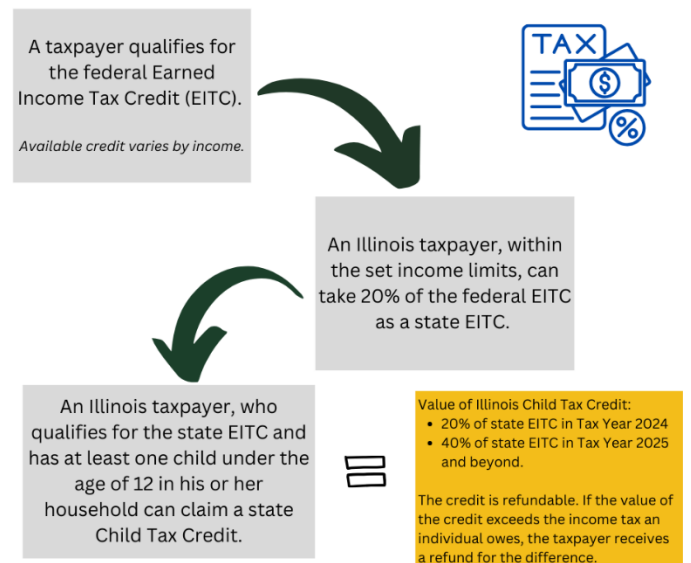 A taxpayer qualifies for
the federal Earned
Income Tax Credit (EITC).
Available credit varies by income.
TAX
$
%
An Illinois taxpayer, within
the set income limits, can
take 20% of the federal EITC
as a state EITC.
An Illinois taxpayer, who
qualifies for the state EITC and
has at least one child under the
age of 12 in his or her
household can claim a state
Child Tax Credit.
=
Value of Illinois Child Tax Credit:
• 20% of state EITC in Tax Year 2024
• 40% of state EITC in Tax Year 2025
and beyond.
The credit is refundable. If the value of
the credit exceeds the income tax an
individual owes, the taxpayer receives
a refund for the difference.